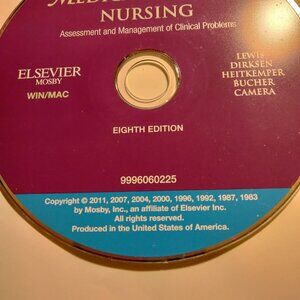 NURSING
Assessment and Management of Clinical Problems
ELSEVIER
MOSBY
WIN/MAC
LEWIS
DIRKSEN
HEITKEMPER
BUCHER
CAMERA
EIGHTH EDITION
9996060225
Copyright © 2011, 2007, 2004, 2000, 1996, 1992, 1987, 1983
by Mosby, Inc., an affiliate of Elsevier Inc.
All rights reserved.
Produced in the United States of America.